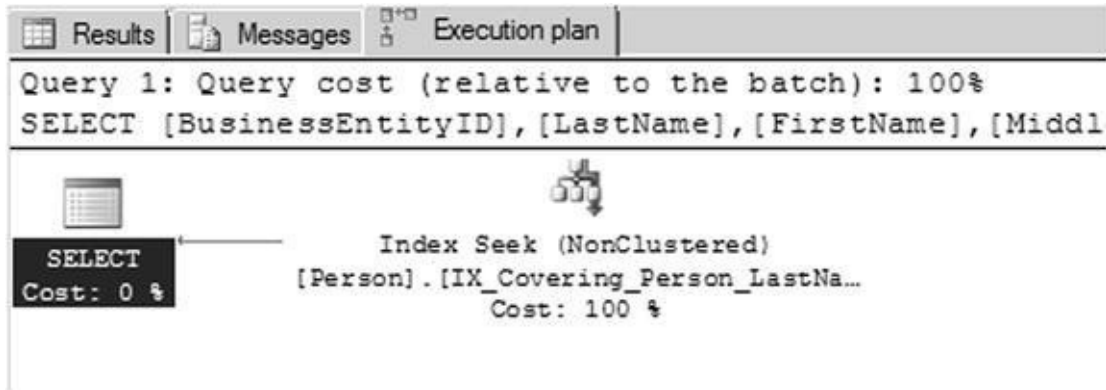 Results Messages Execution plan
Query 1: Query cost (relative to the batch): 100%
SELECT [BusinessEntityID],[LastName],[FirstName],[Middl
SELECT
Cost: 0 %
Index Seek (NonClustered)
[Person].[IX_Covering_Person_LastNa…
Cost: 100 %